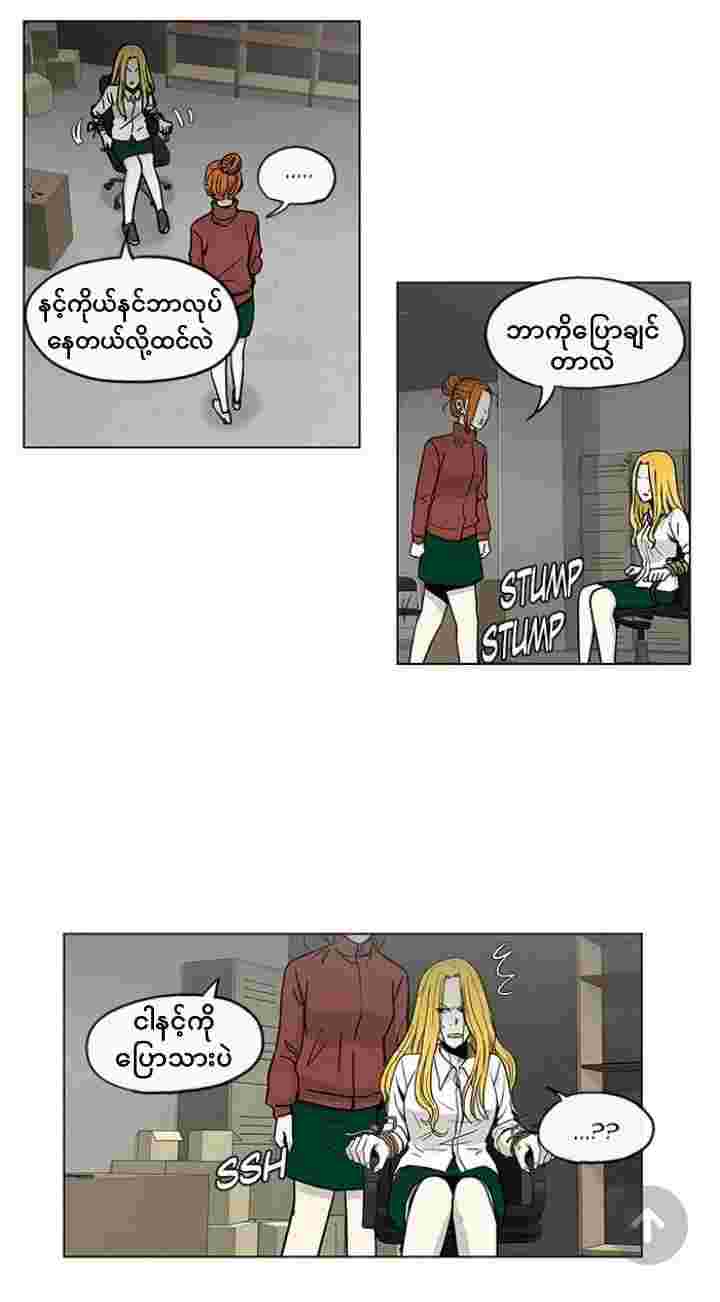 .....
နင့်ကိုယ်နင်ဘာလုပ်
နေတယ်လို့ထင်လဲ
ဘာကိုပြောချင်
တာလဲ
STUMP
STUMP
ငါနင့်ကို
ပြောသားပဲ
SSH
...??